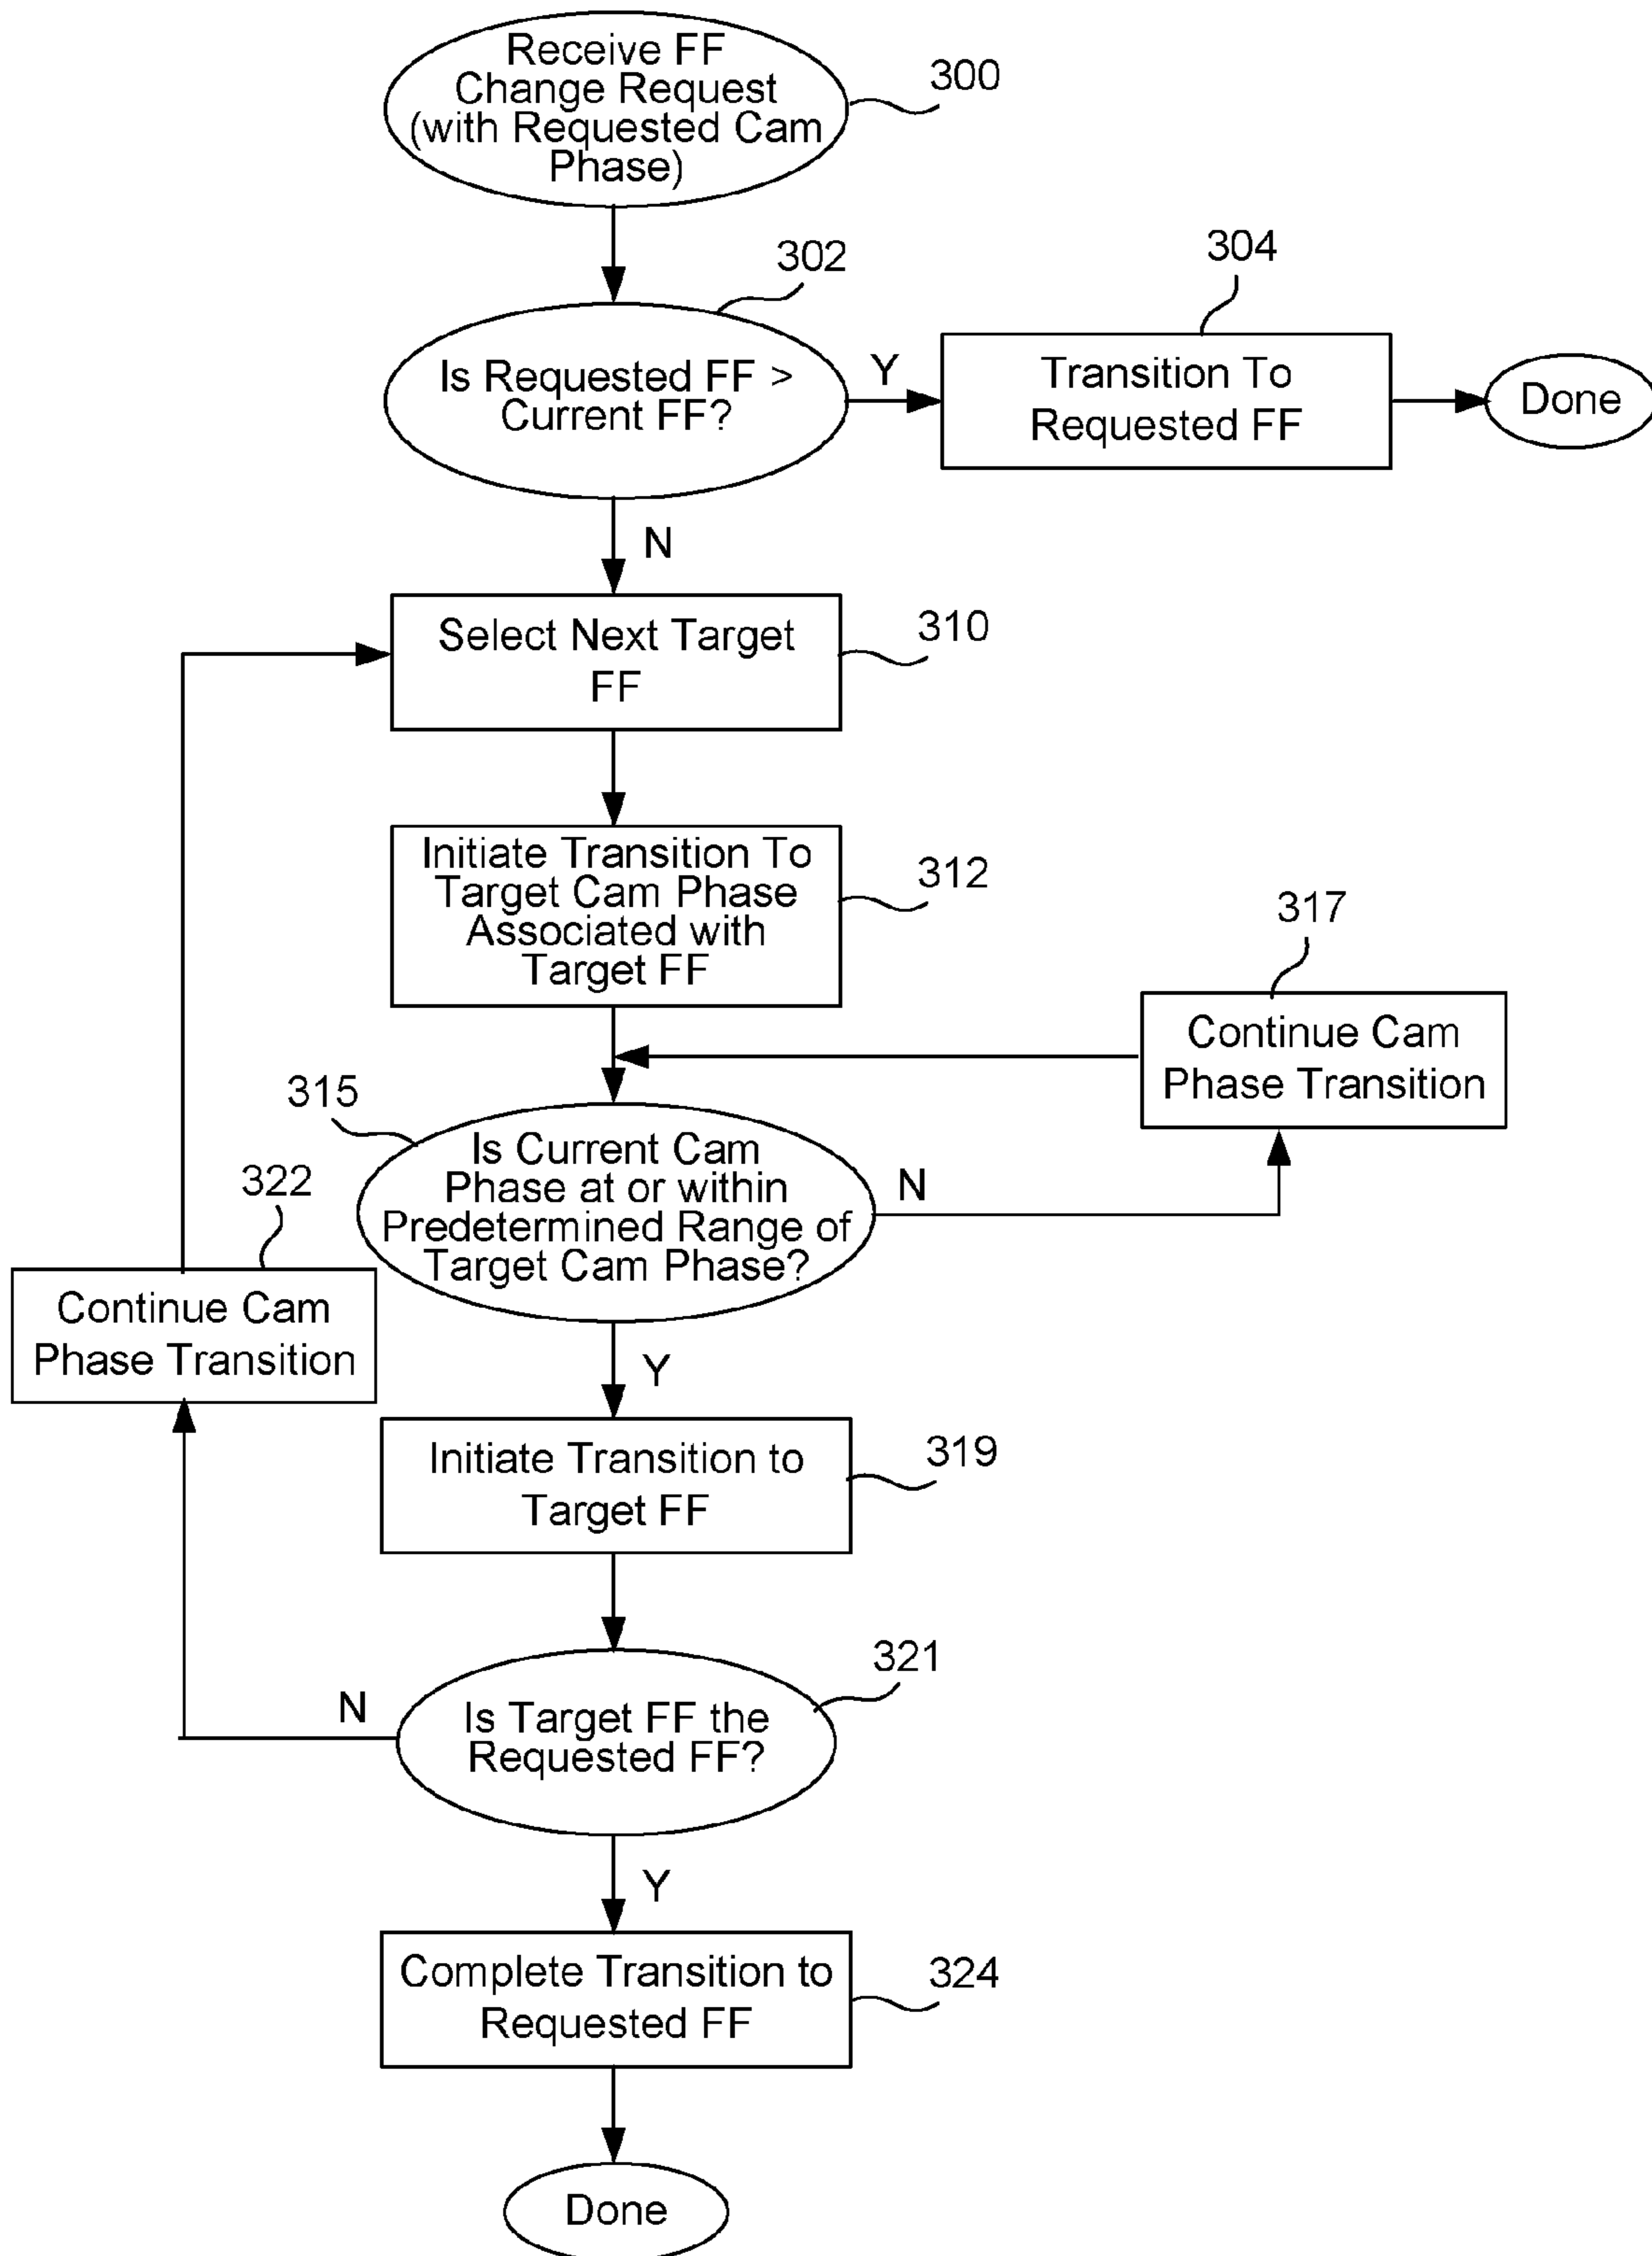 Receive FF
Change Request
(with Requested Cam
Phase)
300
302
304
Is Requested FF >
Current FF?
Y
Transition To
Requested FF
Done
N
Select Next Target
FF
310
Initiate Transition To
Target Cam Phase
Associated with
Target FF
312
317
Continue Cam
Phase Transition
315
Is Current Cam
Phase at or within
Predetermined Range of
Target Cam Phase?
N
322
Continue Cam
Phase Transition
Y
Initiate Transition to
Target FF
319
321
Is Target FF the
Requested FF?
N
Y
Complete Transition to
Requested FF
324
Done